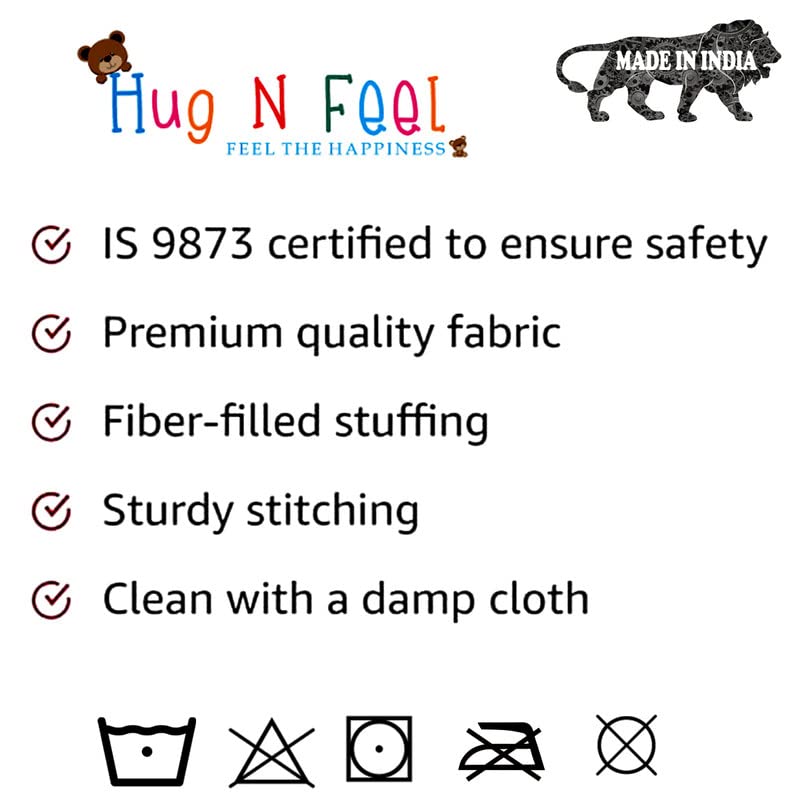 Hug N Feel
FEEL THE HAPPINESS
MADE IN INDIA
IS 9873 certified to ensure safety
Premium quality fabric
Fiber-filled stuffing
Sturdy stitching
Clean with a damp cloth